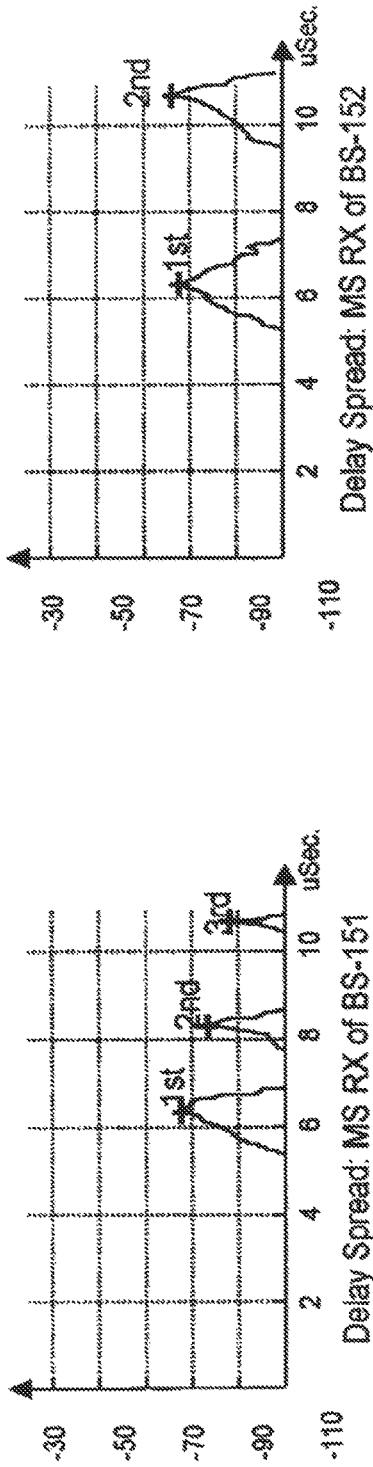 -30
-50
-70
-90
-110
1st
2nd
3rd
2
4
6
8
10
uSec.
Delay Spread: MS RX of BS-151
-30
-50
-70
-90
-110
1st
2nd
2
4
6
8
10
uSec.
Delay Spread: MS RX of BS-152